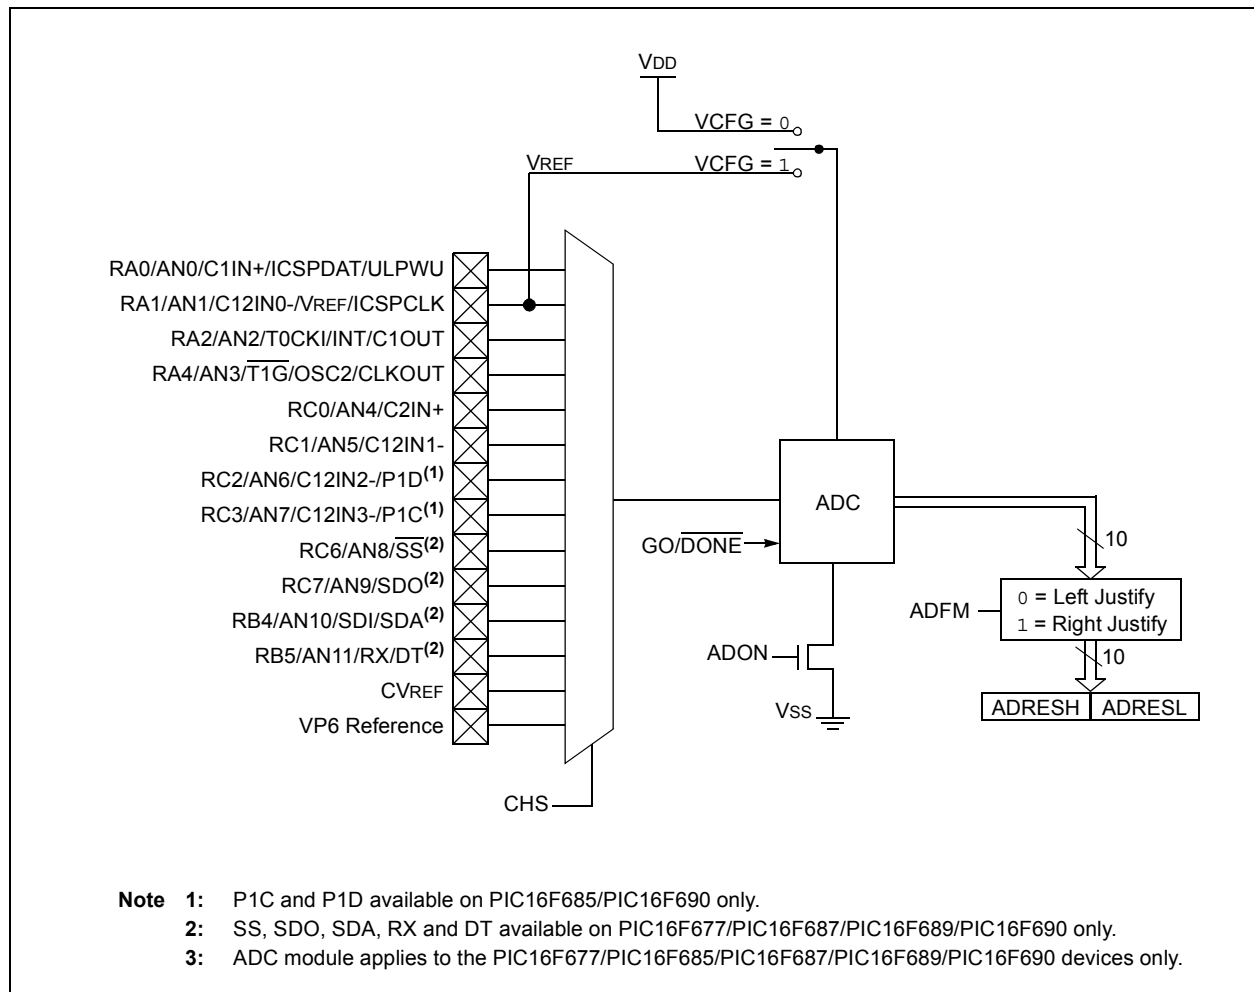 VDD
VCFG = 0
VREF
VCFG = 1
RA0/AN0/C1IN+/ICSPDAT/ULPWU
RA1/AN1/C12IN0-/VREF/ICSPCLK
RA2/AN2/T0CKI/INT/C1OUT
RA4/AN3/T1G/OSC2/CLKOUT
RC0/AN4/C2IN+
RC1/AN5/C12IN1-
RC2/AN6/C12IN2-/P1D(1)
RC3/AN7/C12IN3-/P1C(1)
RC6/AN8/SS(2)
RC7/AN9/SDO(2)
RB4/AN10/SDI/SDA(2)
RB5/AN11/RX/DT(2)
CVREF
VP6 Reference
CHS
ADC
GO/DONE
ADON
VSS
10
ADFM
0 = Left Justify
1 = Right Justify
10
ADRESH ADRESL
Note 1: P1C and P1D available on PIC16F685/PIC16F690 only.
2: SS, SDO, SDA, RX and DT available on PIC16F677/PIC16F687/PIC16F689/PIC16F690 only.
3: ADC module applies to the PIC16F677/PIC16F685/PIC16F687/PIC16F689/PIC16F690 devices only.